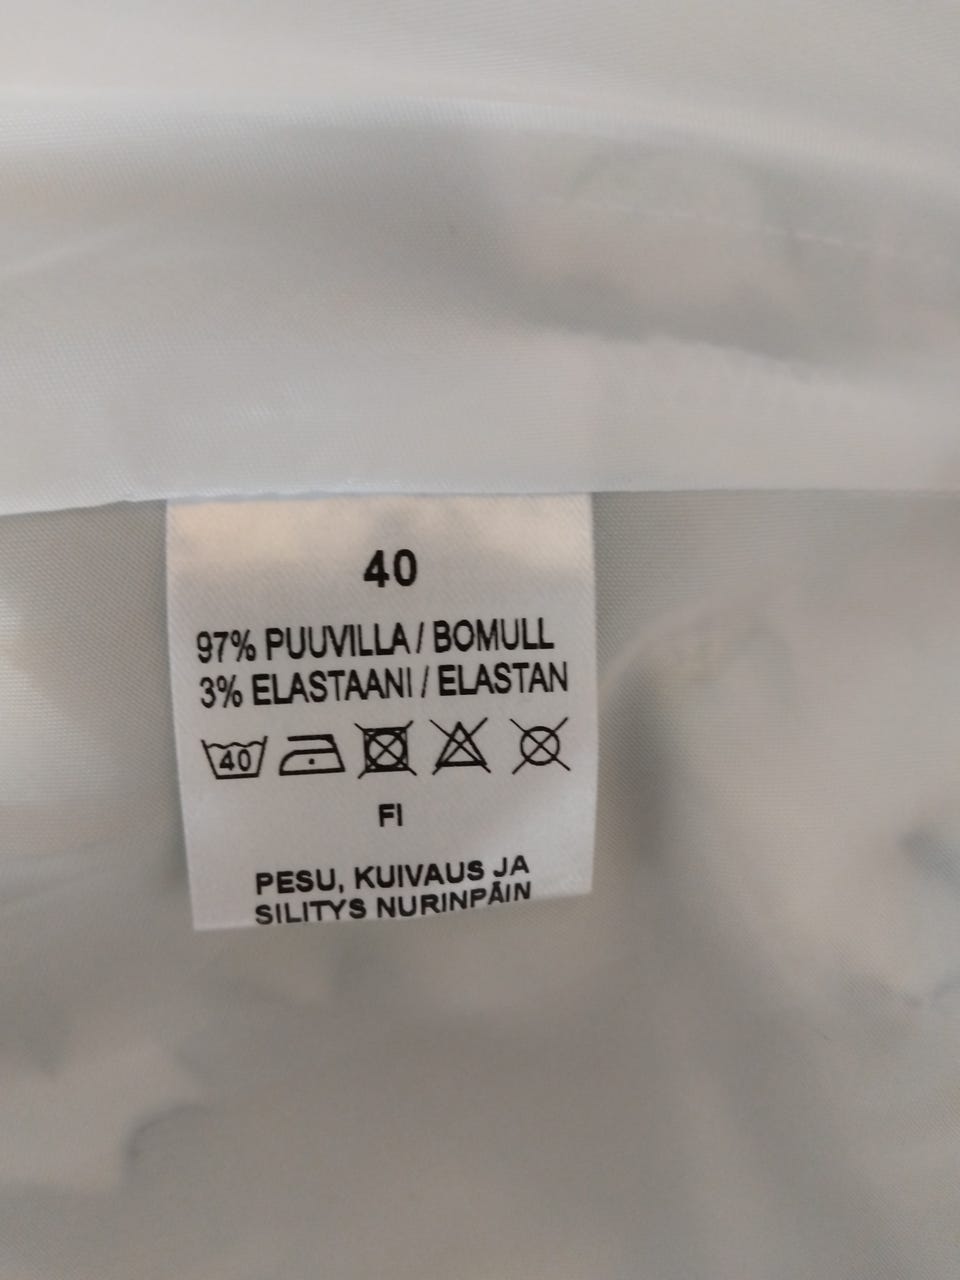 40
97% PUUVILLA / BOMULL
3% ELASTAANI / ELASTAN
40
FI
PESU, KUIVAUS JA
SILITYS NURINPÄIN